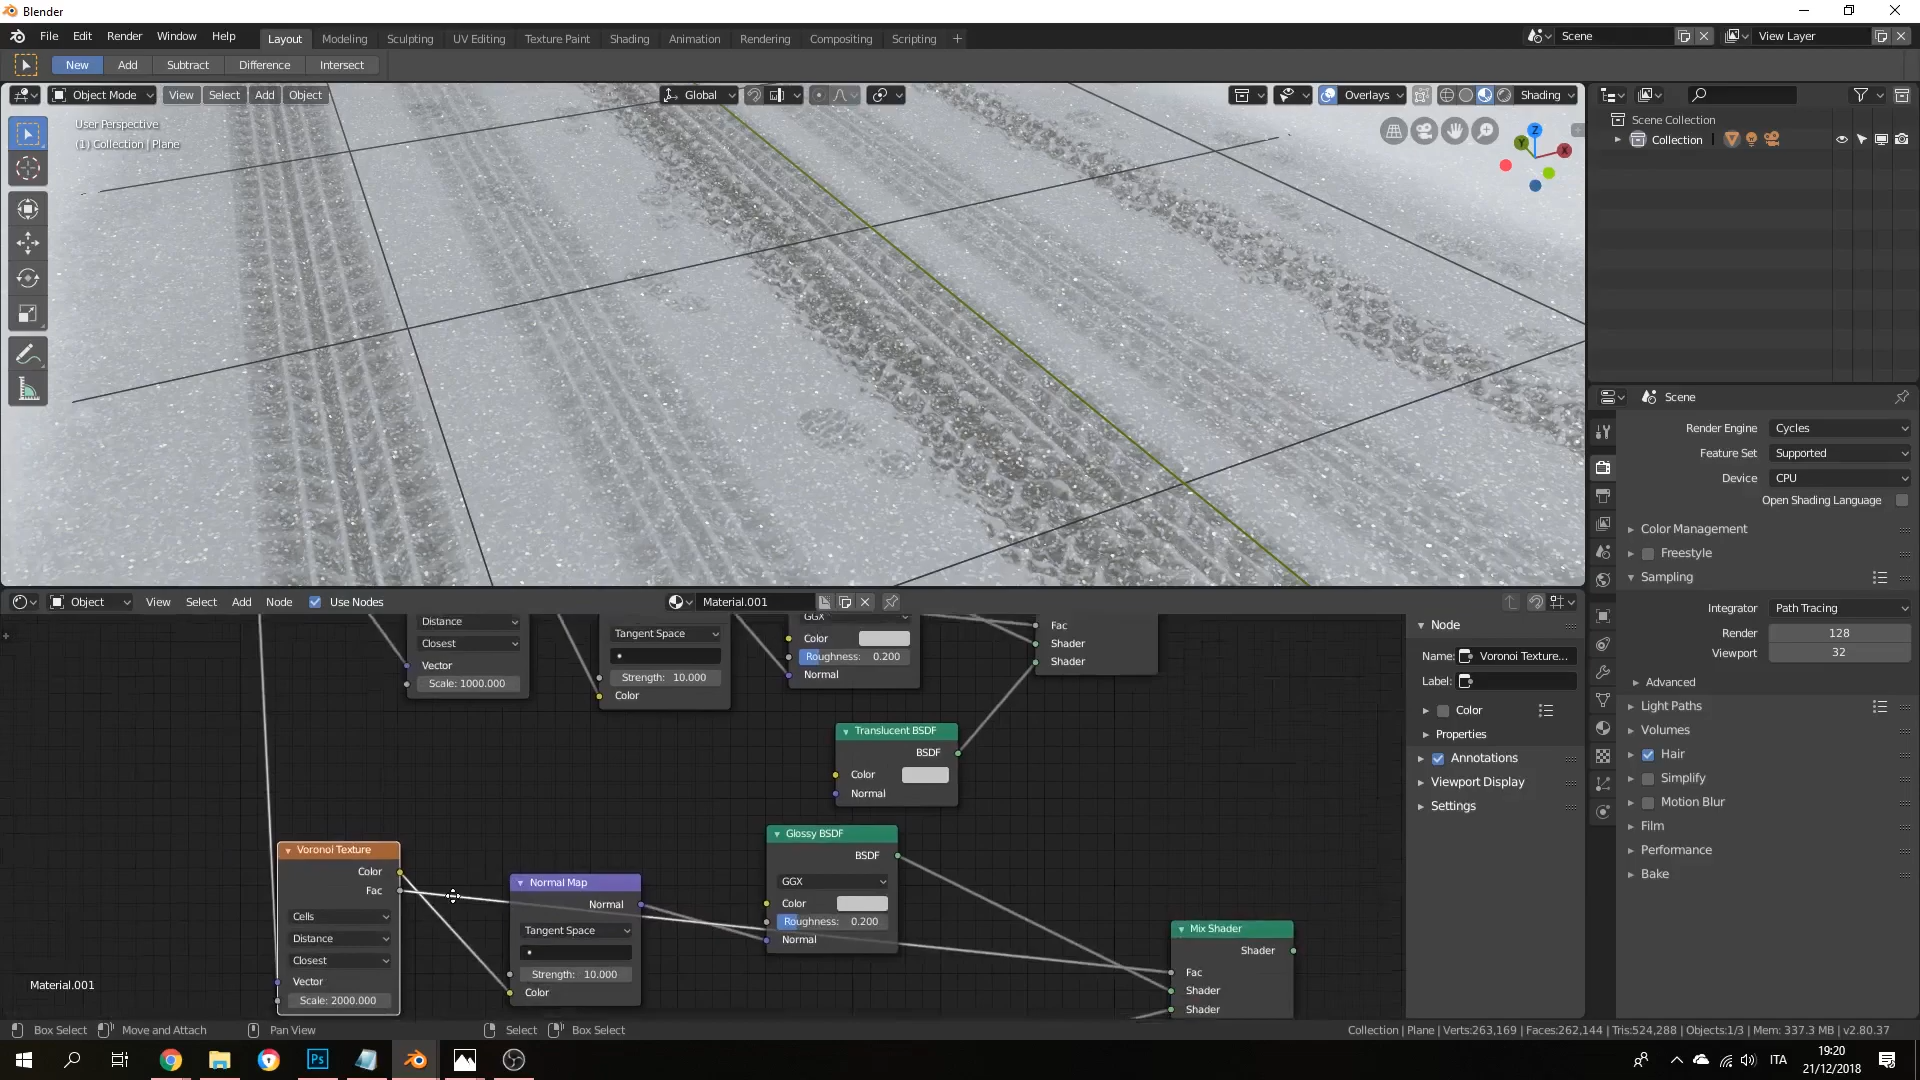 Blender
File Edit Render Window Help
Layout Modeling Sculpting UV Editing Texture Paint Shading Animation Rendering Compositing Scripting
Scene
View Layer
New Add Subtract Difference Intersect
Object Mode View Select Add Object
Global
Overlays
Shading
User Perspective
(1) Collection | Plane
Z
Y
X
Scene Collection
Collection
Scene
Render Engine Cycles
Feature Set Supported
Device CPU
Open Shading Language
Color Management
Freestyle
Sampling
Integrator Path Tracing
Render 128
Viewport 32
Advanced
Light Paths
Volumes
Hair
Simplify
Motion Blur
Film
Performance
Bake
Object View Select Add Node Use Nodes
Material.001
Distance
Closest
Vector
Scale: 1000.000
Tangent Space
Strength: 10.000
Color
GGX
Color
Roughness: 0.200
Normal
Fac
Shader
Shader
Translucent BSDF
BSDF
Color
Normal
Voronoi Texture
Color
Fac
Cells
Distance
Closest
Vector
Scale: 2000.000
Normal Map
Normal
Tangent Space
Strength: 10.000
Color
Glossy BSDF
BSDF
GGX
Color
Roughness: 0.200
Normal
Mix Shader
Shader
Fac
Shader
Shader
Material.001
Node
Name: Voronoi Texture...
Label:
Color
Properties
Annotations
Viewport Display
Settings
Box Select Move and Attach Pan View Select Box Select
Collection | Plane | Verts:263,169 | Faces:262,144 | Tris:524,288 | Objects:1/3 | Mem: 337.3 MB | v2.80.37
Ps
ITA
19:20
21/12/2018